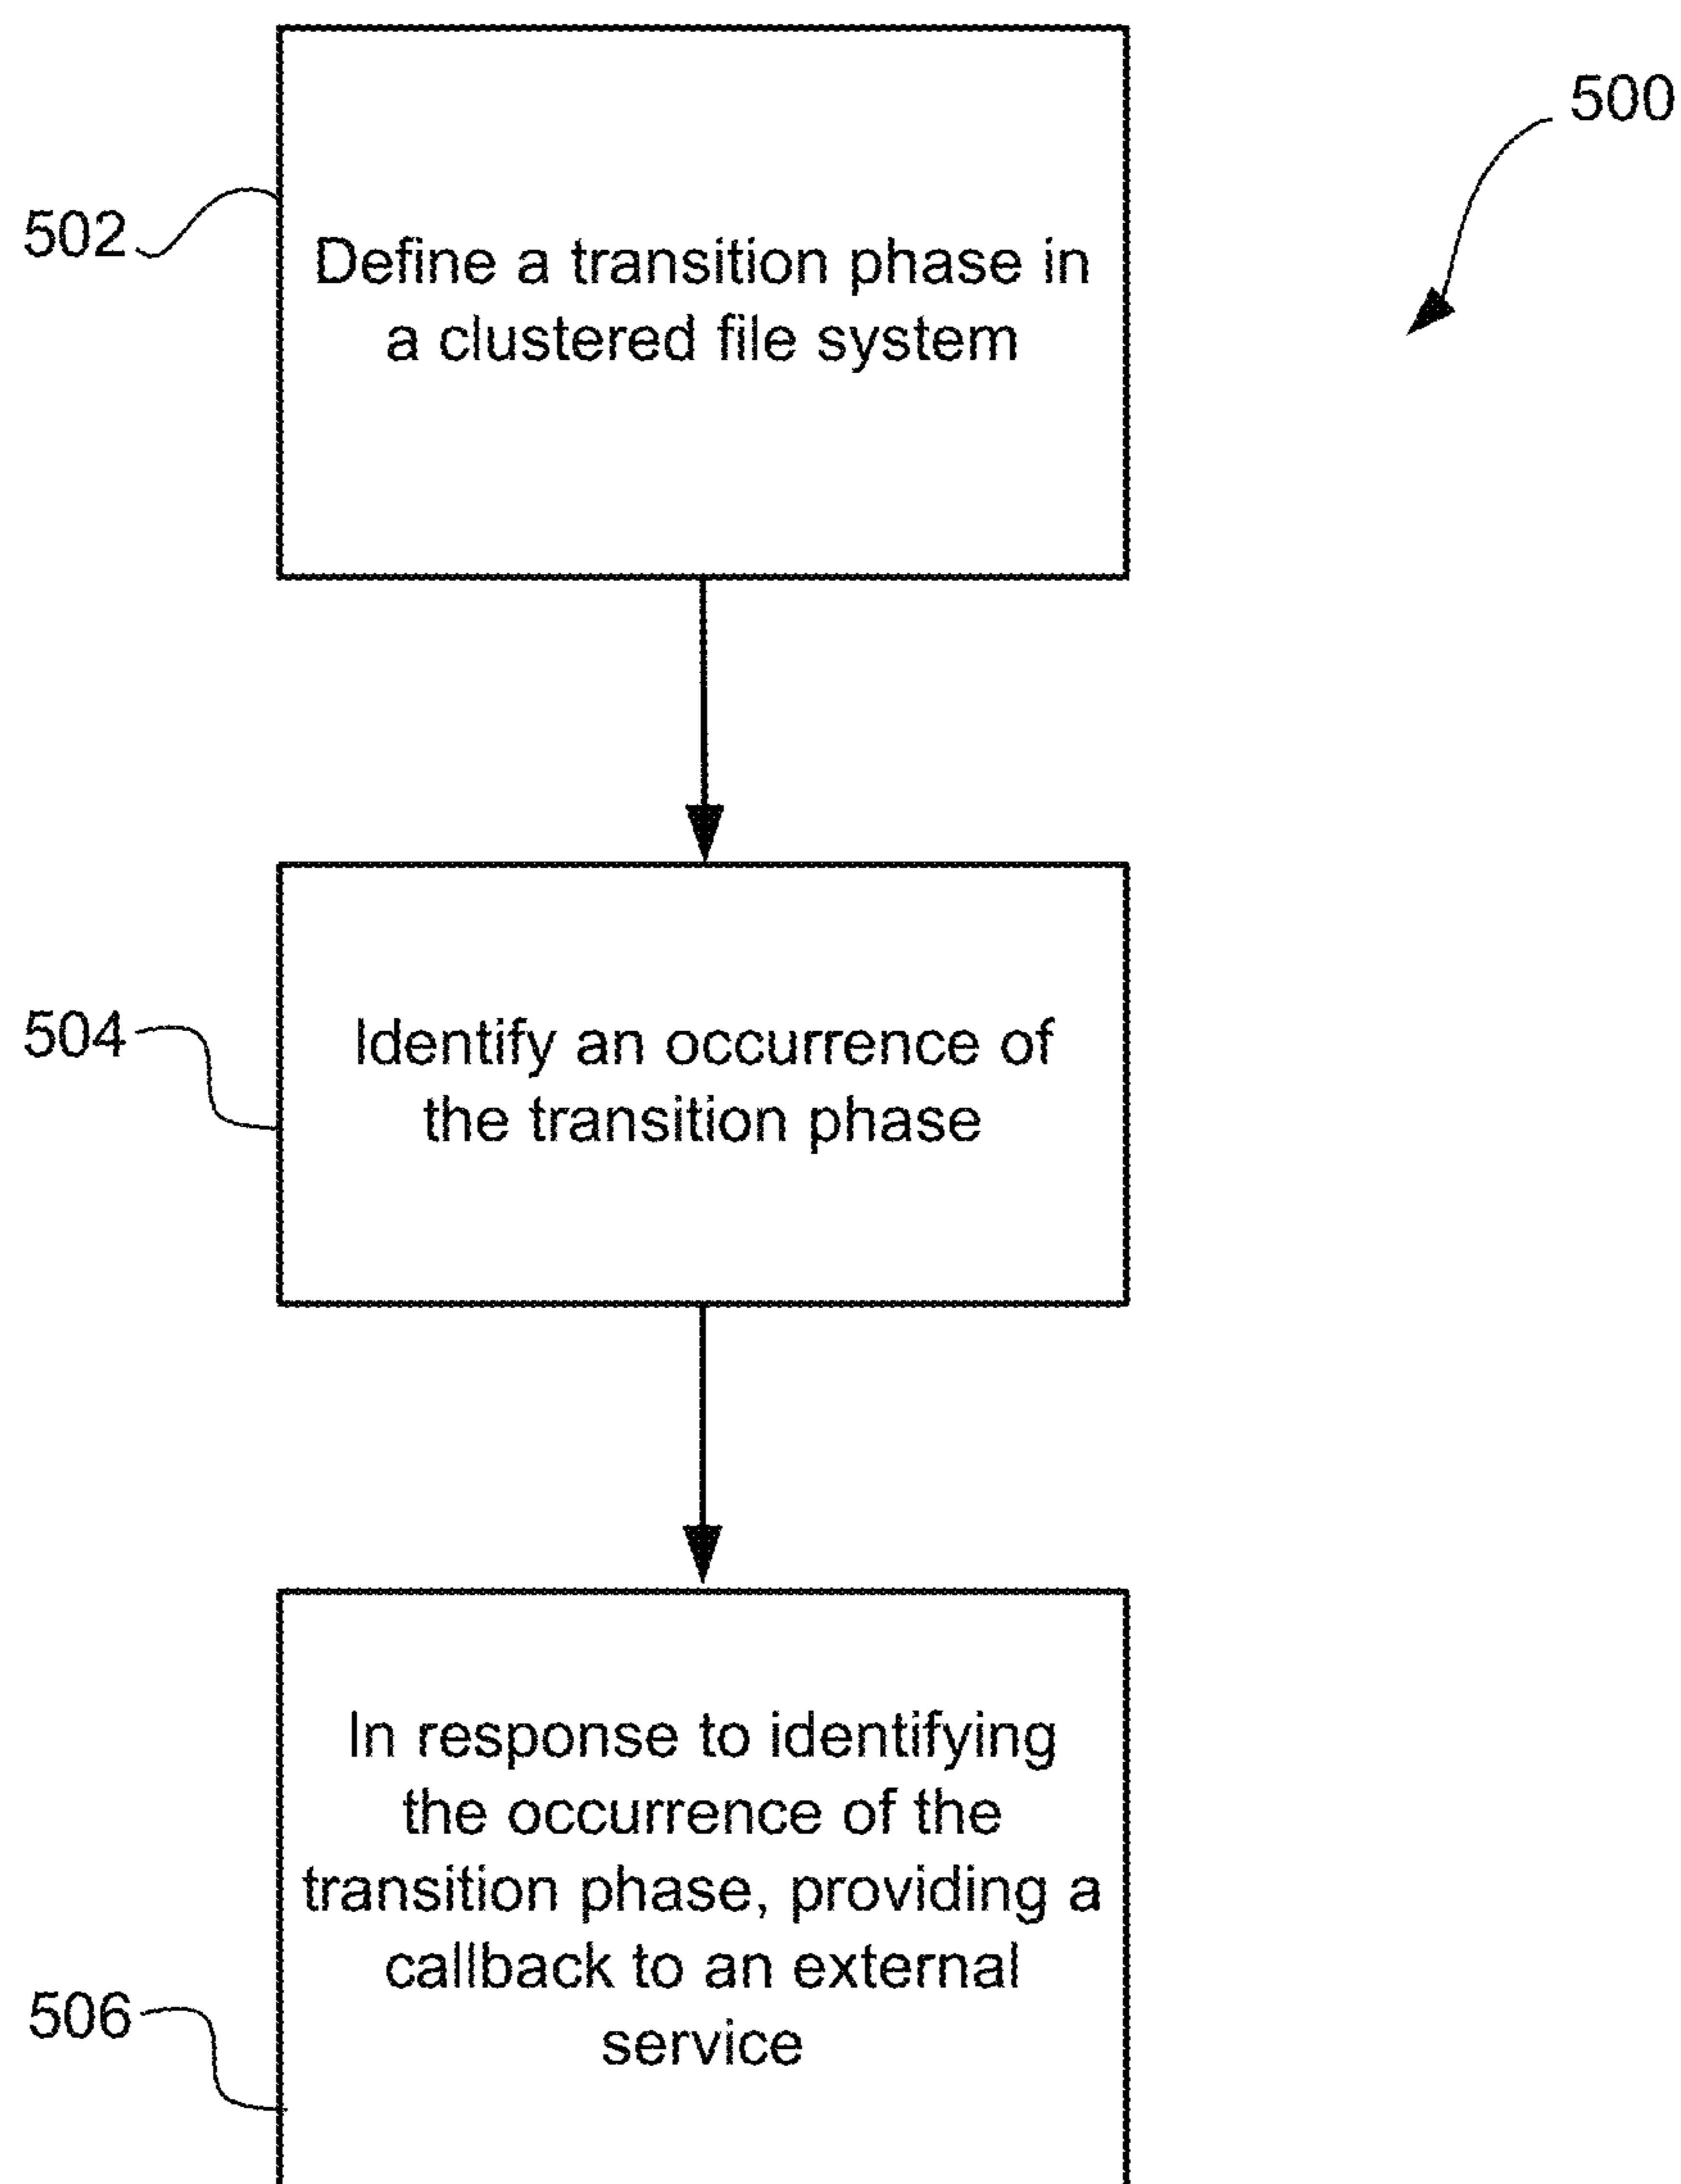 500
502
Define a transition phase in
a clustered file system
504
Identify an occurrence of
the transition phase
In response to identifying
the occurrence of the
transition phase, providing a
callback to an external
service
506